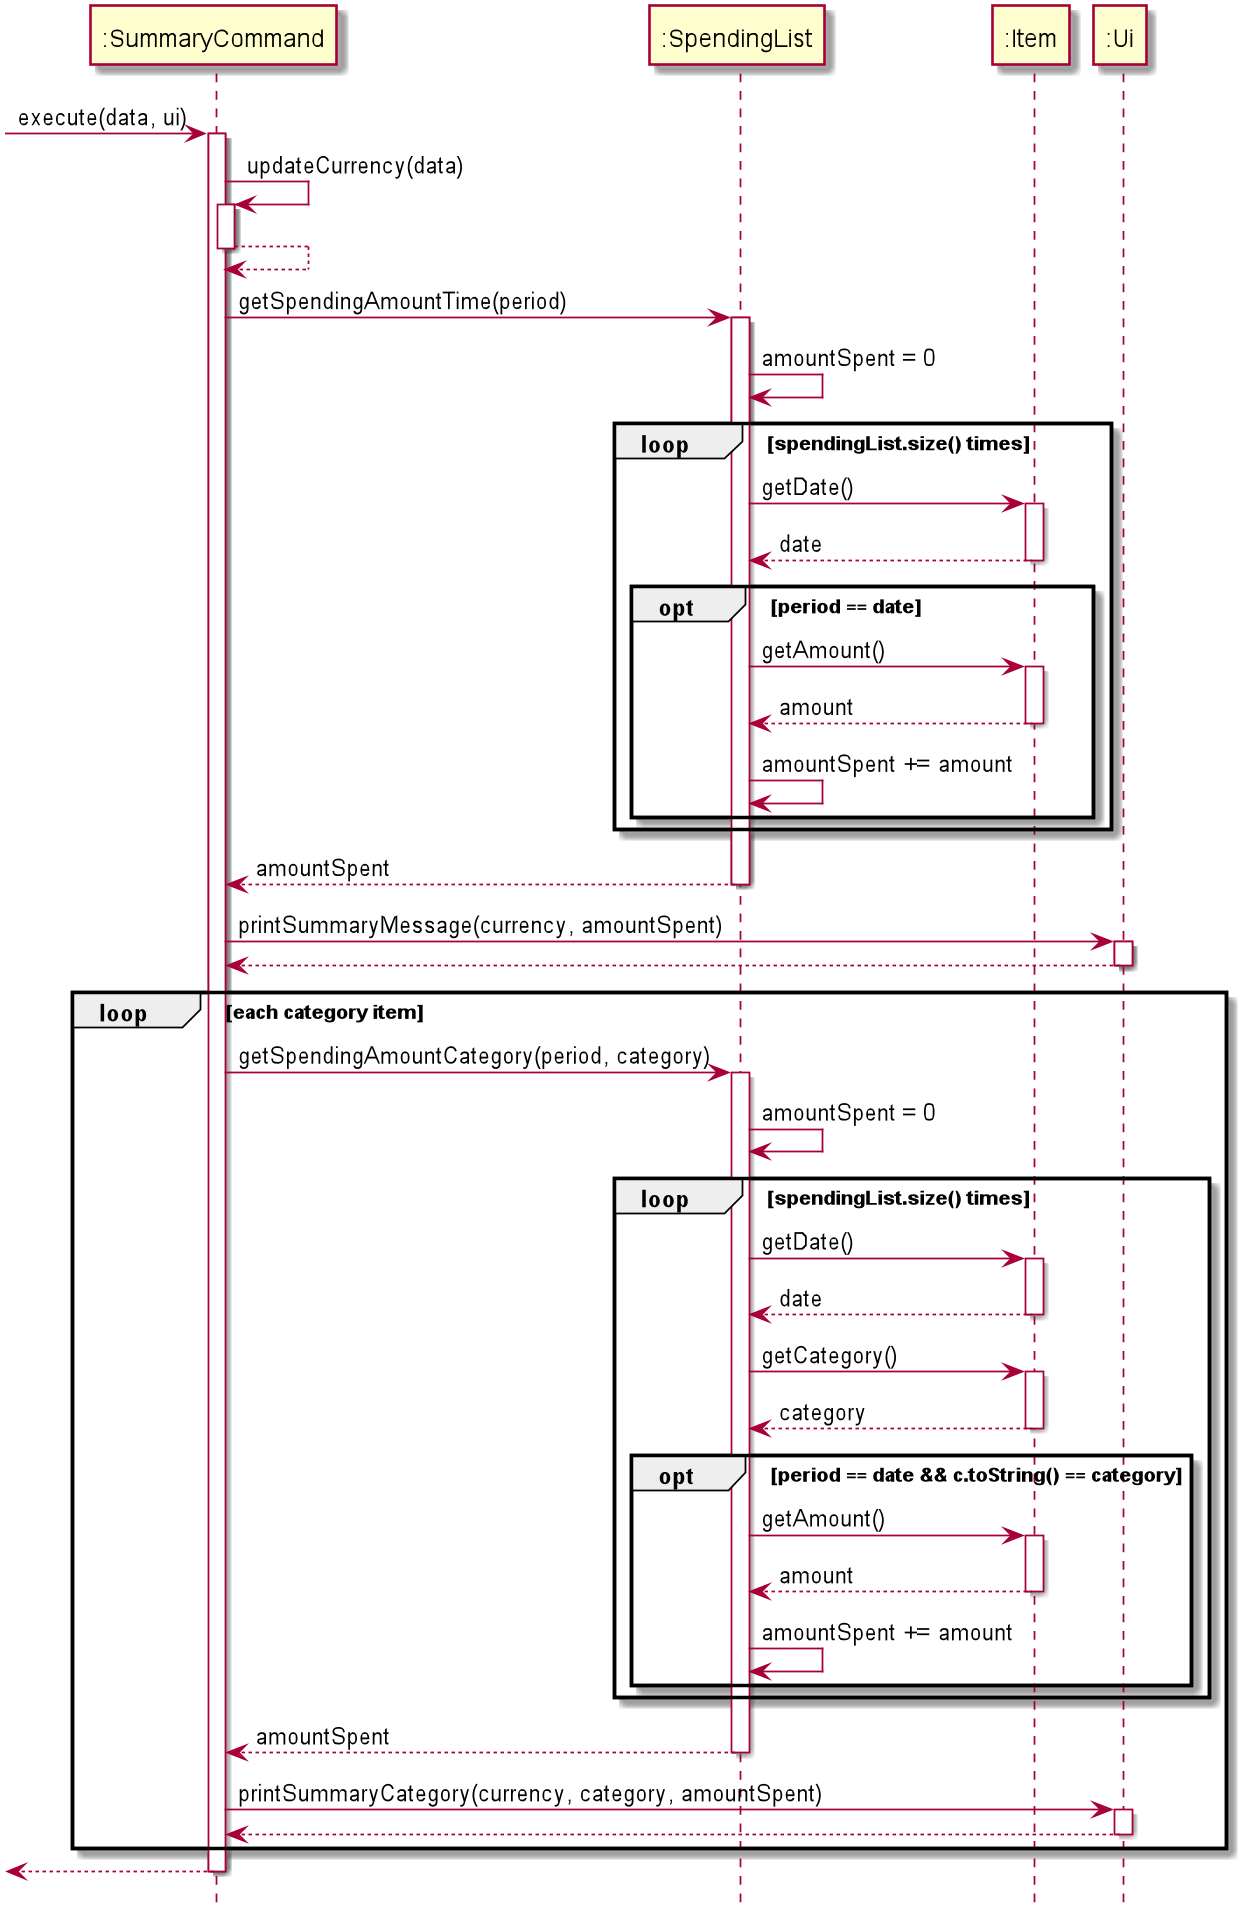 :SummaryCommand
:SpendingList
:Item
:Ui
execute(data, ui)
updateCurrency(data)
getSpendingAmountTime(period)
amountSpent = 0
loop [spendingList.size() times]
getDate()
date
opt [period == date]
getAmount()
amount
amountSpent += amount
amountSpent
printSummaryMessage(currency, amountSpent)
loop [each category item]
getSpendingAmountCategory(period, category)
amountSpent = 0
loop [spendingList.size() times]
getDate()
date
getCategory()
category
opt [period == date && c.toString() == category]
getAmount()
amount
amountSpent += amount
amountSpent
printSummaryCategory(currency, category, amountSpent)